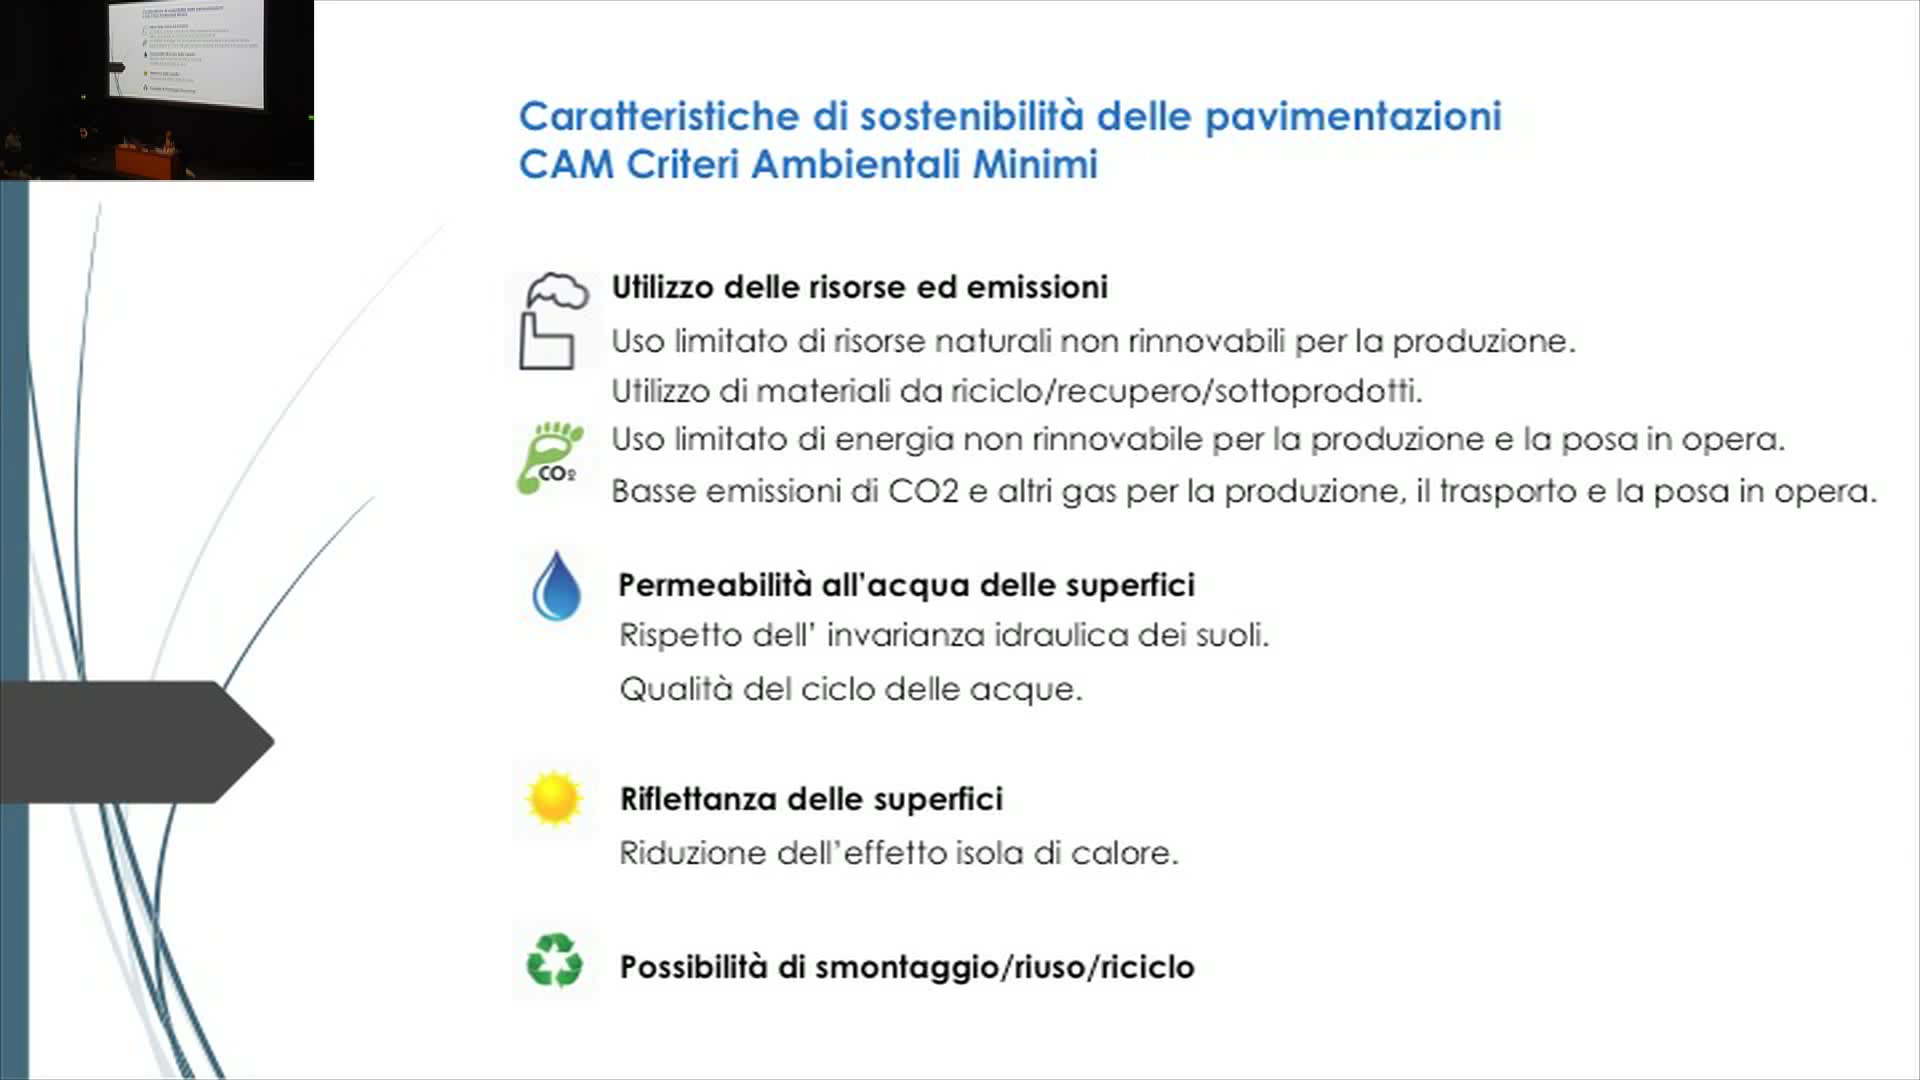 Caratteristiche di sostenibilità delle pavimentazioni
CAM Criteri Ambientali Minimi
Utilizzo delle risorse ed emissioni
Uso limitato di risorse naturali non rinnovabili per la produzione.
Utilizzo di materiali da riciclo/recupero/sottoprodotti.
CO2
Uso limitato di energia non rinnovabile per la produzione e la posa in opera.
Basse emissioni di CO2 e altri gas per la produzione, il trasporto e la posa in opera.
Permeabilità all'acqua delle superfici
Rispetto dell' invarianza idraulica dei suoli.
Qualità del ciclo delle acque.
Riflettanza delle superfici
Riduzione dell'effetto isola di calore.
Possibilità di smontaggio/riuso/riciclo